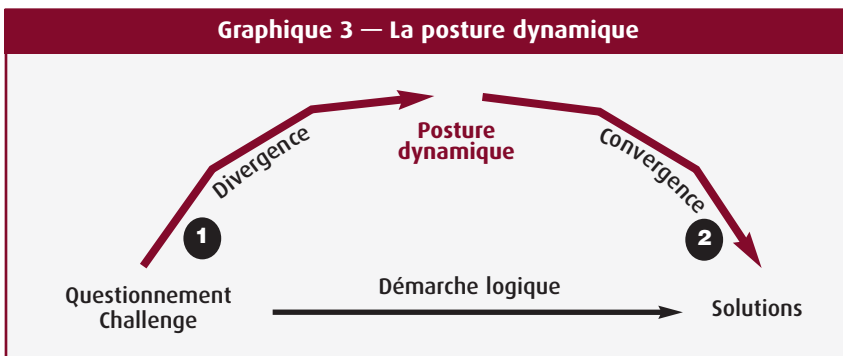 Graphique 3 — La posture dynamique
Divergence
Posture
dynamique
Convergence
1
2
Questionnement
Challenge
Démarche logique
Solutions